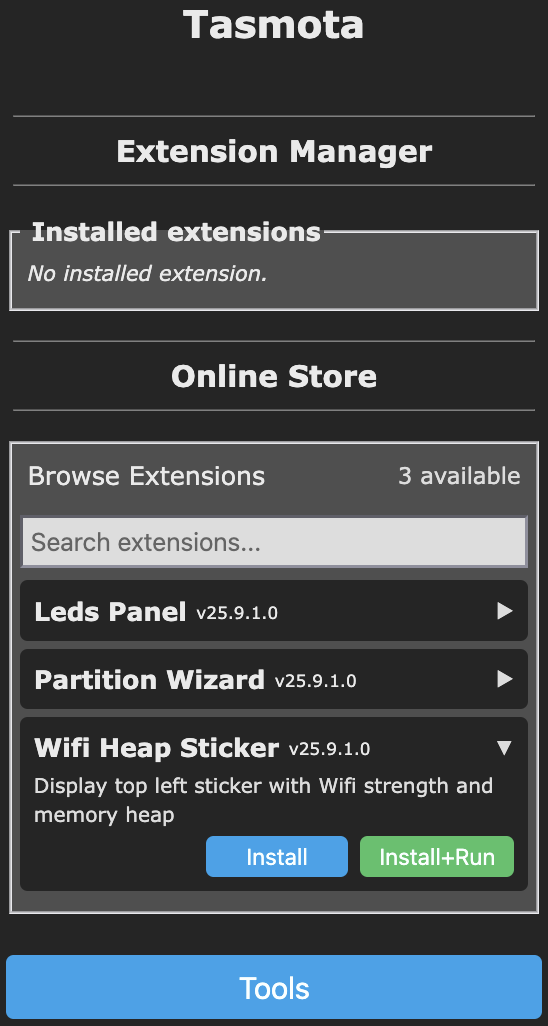 Tasmota
Extension Manager
Installed extensions
No installed extension.
Online Store
Browse Extensions 3 available
Search extensions...
Leds Panel v25.9.1.0 ▶
Partition Wizard v25.9.1.0 ▶
Wifi Heap Sticker v25.9.1.0 ▼
Display top left sticker with Wifi strength and
memory heap
Install Install+Run
Tools